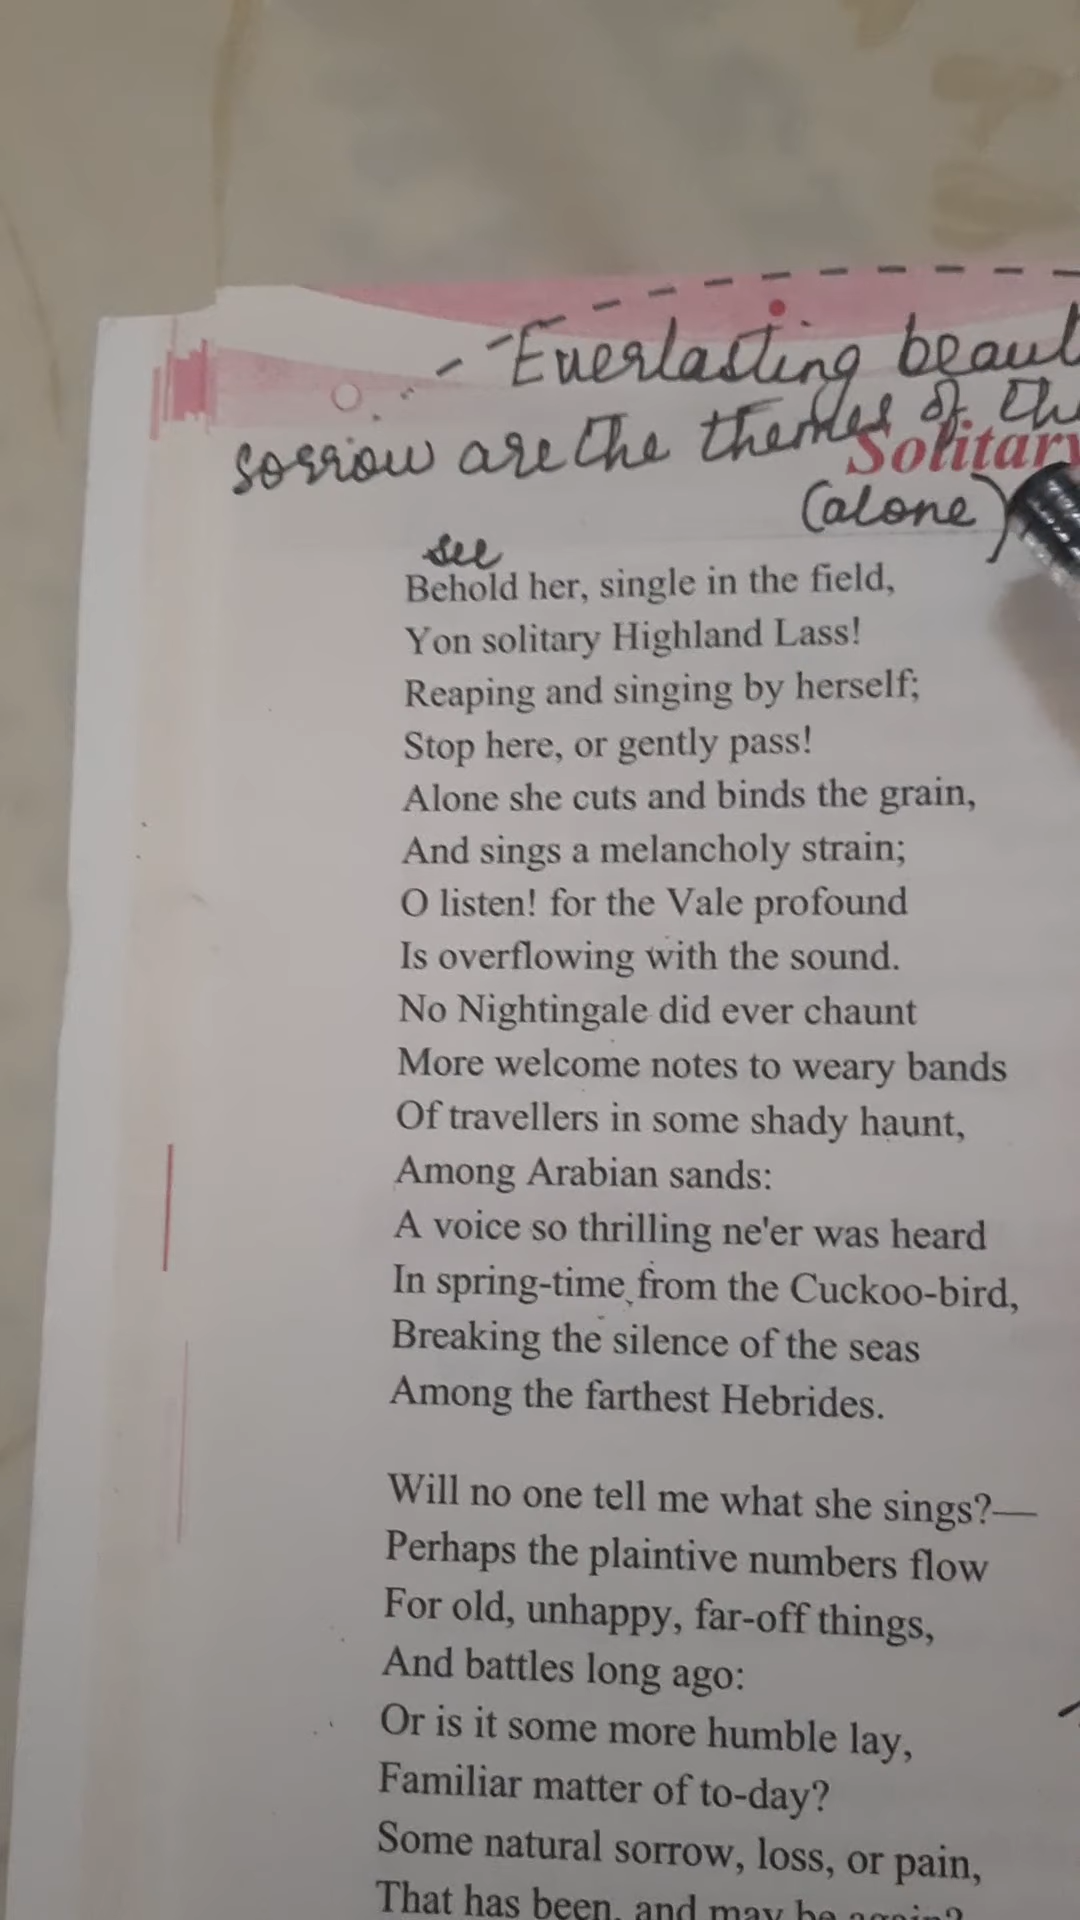 Everlasting beaut
sorrow are the themes of the
Solitary
(alone)
see
Behold her, single in the field,
Yon solitary Highland Lass!
Reaping and singing by herself;
Stop here, or gently pass!
Alone she cuts and binds the grain,
And sings a melancholy strain;
O listen! for the Vale profound
Is overflowing with the sound.
No Nightingale did ever chaunt
More welcome notes to weary bands
Of travellers in some shady haunt,
Among Arabian sands:
A voice so thrilling ne'er was heard
In spring-time from the Cuckoo-bird,
Breaking the silence of the seas
Among the farthest Hebrides.
Will no one tell me what she sings?—
Perhaps the plaintive numbers flow
For old, unhappy, far-off things,
And battles long ago:
Or is it some more humble lay,
Familiar matter of to-day?
Some natural sorrow, loss, or pain,
That has been, and may be again?